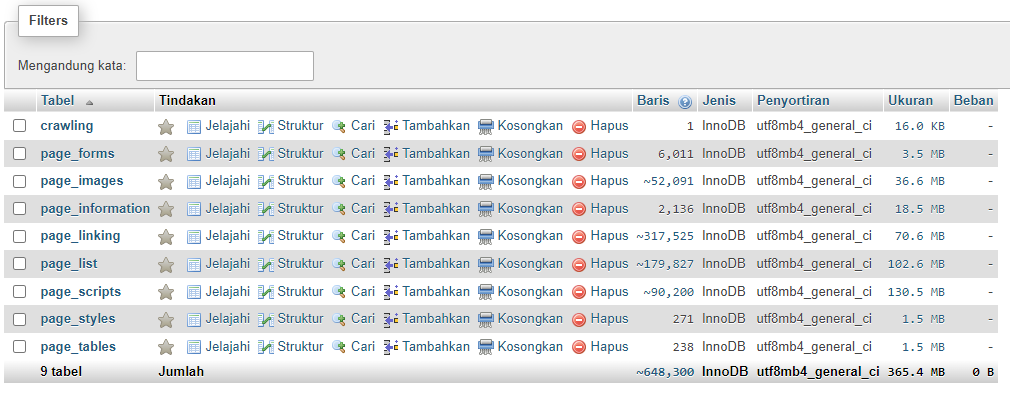 Filters
Mengandung kata:
Tabel Tindakan Baris Jenis Penyortiran Ukuran Beban
crawling Jelajahi Struktur Cari Tambahkan Kosongkan Hapus 1 InnoDB utf8mb4_general_ci 16.0 KB -
page_forms Jelajahi Struktur Cari Tambahkan Kosongkan Hapus 6,011 InnoDB utf8mb4_general_ci 3.5 MB -
page_images Jelajahi Struktur Cari Tambahkan Kosongkan Hapus ~52,091 InnoDB utf8mb4_general_ci 36.6 MB -
page_information Jelajahi Struktur Cari Tambahkan Kosongkan Hapus 2,136 InnoDB utf8mb4_general_ci 18.5 MB -
page_linking Jelajahi Struktur Cari Tambahkan Kosongkan Hapus ~317,525 InnoDB utf8mb4_general_ci 70.6 MB -
page_list Jelajahi Struktur Cari Tambahkan Kosongkan Hapus ~179,827 InnoDB utf8mb4_general_ci 102.6 MB -
page_scripts Jelajahi Struktur Cari Tambahkan Kosongkan Hapus ~90,200 InnoDB utf8mb4_general_ci 130.5 MB -
page_styles Jelajahi Struktur Cari Tambahkan Kosongkan Hapus 271 InnoDB utf8mb4_general_ci 1.5 MB -
page_tables Jelajahi Struktur Cari Tambahkan Kosongkan Hapus 238 InnoDB utf8mb4_general_ci 1.5 MB -
9 tabel Jumlah ~648,300 InnoDB utf8mb4_general_ci 365.4 MB 0 B